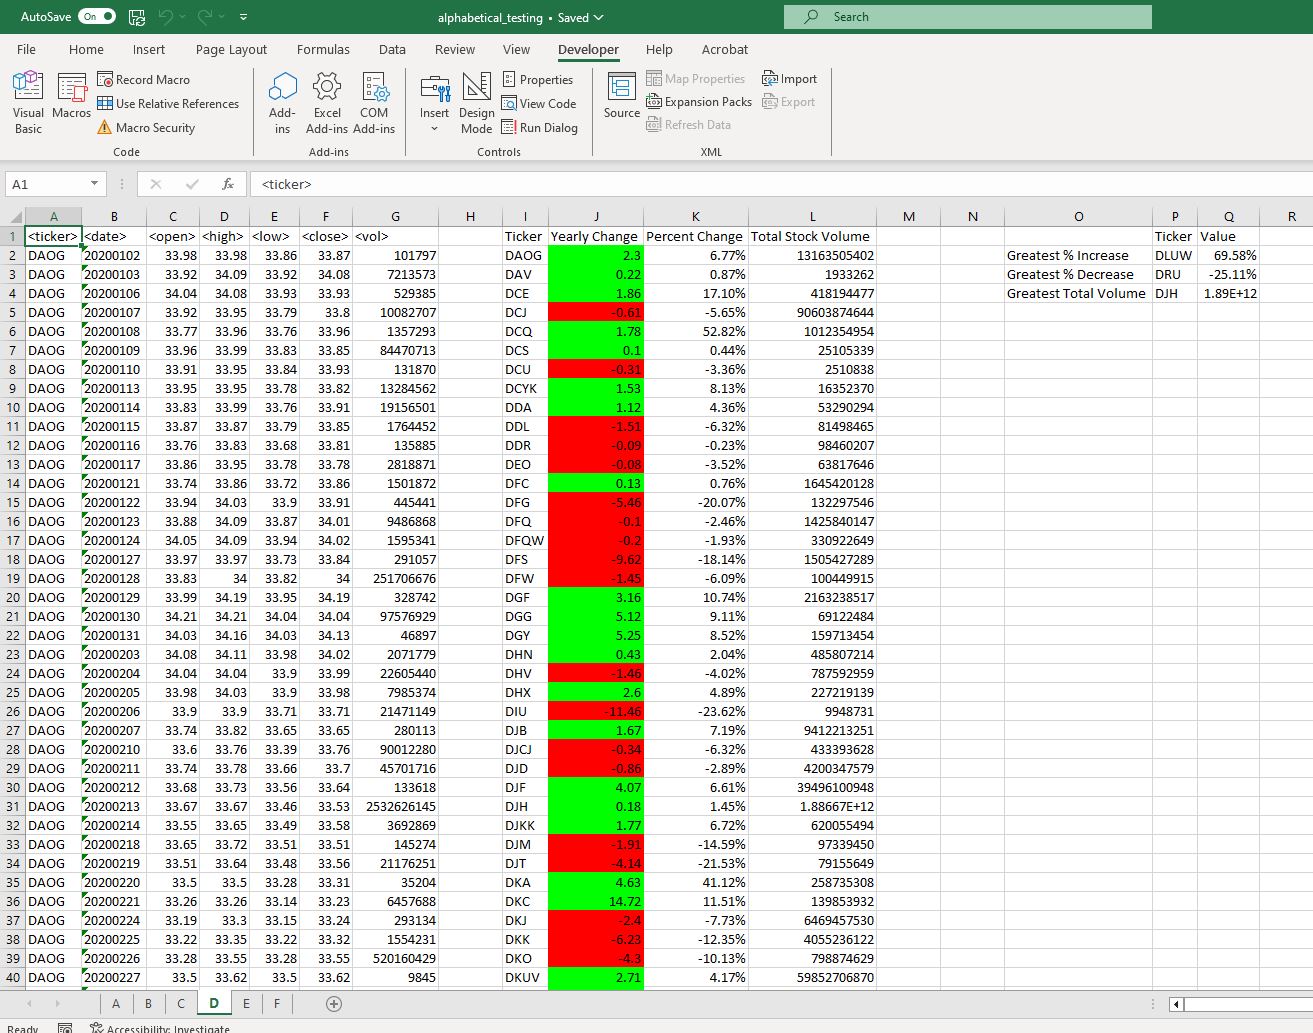 AutoSave On alphabetical_testing • Saved Search
File Home Insert Page Layout Formulas Data Review View Developer Help Acrobat
Visual Basic Macros Record Macro Use Relative References Macro Security Code
Add-ins Excel Add-ins COM Add-ins Add-ins
Insert Design Mode Properties View Code Run Dialog Controls
Source Map Properties Expansion Packs Refresh Data Import Export XML
A1 fx <ticker>
A B C D E F G H I J K L M N O P Q R
1 <ticker> <date> <open> <high> <low> <close> <vol> Ticker Yearly Change Percent Change Total Stock Volume Ticker Value
2 DAOG 20200102 33.98 33.98 33.86 33.87 101797 DAOG 2.3 6.77% 13163505402 Greatest % Increase DLUW 69.58%
3 DAOG 20200103 33.92 34.09 33.92 34.08 7213573 DAV 0.22 0.87% 1933262 Greatest % Decrease DRU -25.11%
4 DAOG 20200106 34.04 34.08 33.93 33.93 529385 DCE 1.86 17.10% 418194477 Greatest Total Volume DJH 1.89E+12
5 DAOG 20200107 33.92 33.95 33.79 33.8 10082707 DCJ -0.61 -5.65% 90603874644
6 DAOG 20200108 33.77 33.96 33.76 33.96 1357293 DCQ 1.78 52.82% 1012354954
7 DAOG 20200109 33.96 33.99 33.83 33.85 84470713 DCS 0.1 0.44% 25105339
8 DAOG 20200110 33.91 33.95 33.84 33.93 131870 DCU -0.31 -3.36% 2510838
9 DAOG 20200113 33.95 33.95 33.78 33.82 13284562 DCYK 1.53 8.13% 16352370
10 DAOG 20200114 33.83 33.99 33.76 33.91 19156501 DDA 1.12 4.36% 53290294
11 DAOG 20200115 33.87 33.87 33.79 33.85 1764452 DDL -1.51 -6.32% 81498465
12 DAOG 20200116 33.76 33.83 33.68 33.81 135885 DDR -0.09 -0.23% 98460207
13 DAOG 20200117 33.86 33.95 33.78 33.78 2818871 DEO -0.08 -3.52% 63817646
14 DAOG 20200121 33.74 33.86 33.72 33.86 1501872 DFC 0.13 0.76% 1645420128
15 DAOG 20200122 33.94 34.03 33.9 33.91 445441 DFG -5.46 -20.07% 132297546
16 DAOG 20200123 33.88 34.09 33.87 34.01 9486868 DFQ -0.1 -2.46% 1425840147
17 DAOG 20200124 34.05 34.09 33.94 34.02 1595341 DFQW -0.2 -1.93% 330922649
18 DAOG 20200127 33.97 33.97 33.73 33.84 291057 DFS -9.62 -18.14% 1505427289
19 DAOG 20200128 33.83 34 33.82 34 251706676 DFW -1.45 -6.09% 100449915
20 DAOG 20200129 33.99 34.19 33.95 34.19 328742 DGF 3.16 10.74% 2163238517
21 DAOG 20200130 34.21 34.21 34.04 34.04 97576929 DGG 5.12 9.11% 69122484
22 DAOG 20200131 34.03 34.16 34.03 34.13 46897 DGY 5.25 8.52% 159713454
23 DAOG 20200203 34.08 34.11 33.98 34.02 2071779 DHN 0.43 2.04% 485807214
24 DAOG 20200204 34.04 34.04 33.9 33.99 22605440 DHV -1.46 -4.02% 787592959
25 DAOG 20200205 33.98 34.03 33.9 33.98 7985374 DHX 2.6 4.89% 227219139
26 DAOG 20200206 33.9 33.9 33.71 33.71 21471149 DIU -11.46 -23.62% 9948731
27 DAOG 20200207 33.74 33.82 33.65 33.65 280113 DJB 1.67 7.19% 9412213251
28 DAOG 20200210 33.6 33.76 33.39 33.76 90012280 DJCJ -0.34 -6.32% 433393628
29 DAOG 20200211 33.74 33.78 33.66 33.7 45701716 DJD -0.86 -2.89% 4200347579
30 DAOG 20200212 33.68 33.73 33.56 33.64 133618 DJF 4.07 6.61% 39496100948
31 DAOG 20200213 33.67 33.67 33.46 33.53 2532626145 DJH 0.18 1.45% 1.88667E+12
32 DAOG 20200214 33.55 33.65 33.49 33.58 3692869 DJKK 1.77 6.72% 620055494
33 DAOG 20200218 33.65 33.72 33.51 33.51 145274 DJM -1.91 -14.59% 97339450
34 DAOG 20200219 33.51 33.64 33.48 33.56 21176251 DJT -4.14 -21.53% 79155649
35 DAOG 20200220 33.5 33.5 33.28 33.31 35204 DKA 4.63 41.12% 258735308
36 DAOG 20200221 33.26 33.26 33.14 33.23 6457688 DKC 14.72 11.51% 139853932
37 DAOG 20200224 33.19 33.3 33.15 33.24 293134 DKJ -2.4 -7.73% 6469457530
38 DAOG 20200225 33.22 33.35 33.22 33.32 1554231 DKK -6.23 -12.35% 4055236122
39 DAOG 20200226 33.28 33.55 33.28 33.55 520160429 DKO -4.3 -10.13% 798874629
40 DAOG 20200227 33.5 33.62 33.5 33.62 9845 DKUV 2.71 4.17% 59852706870
A B C D E F
Ready Accessibility: Investigate